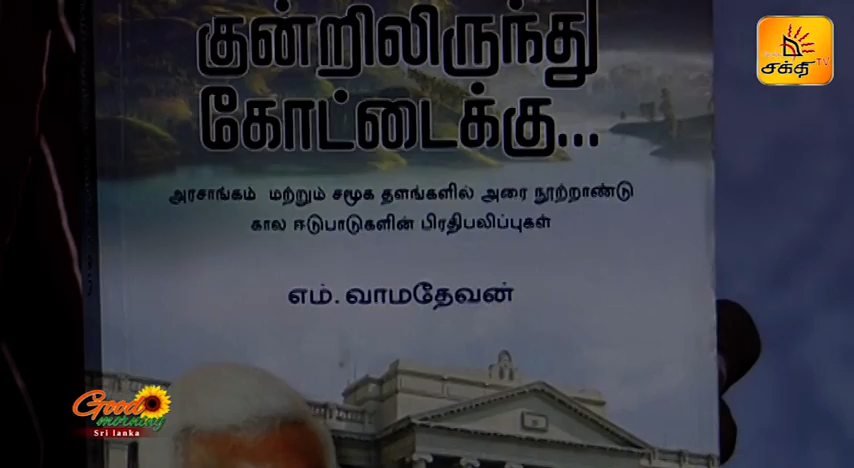 குன்றிலிருந்து
கோட்டைக்கு...
அரசாங்கம் மற்றும் சமூக தளங்களில் அரை நூற்றாண்டு
கால ஈடுபாடுகளின் பிரதிபலிப்புகள்
எம். வாமதேவன்
சக்தி TV
Good
morning
Sri lanka